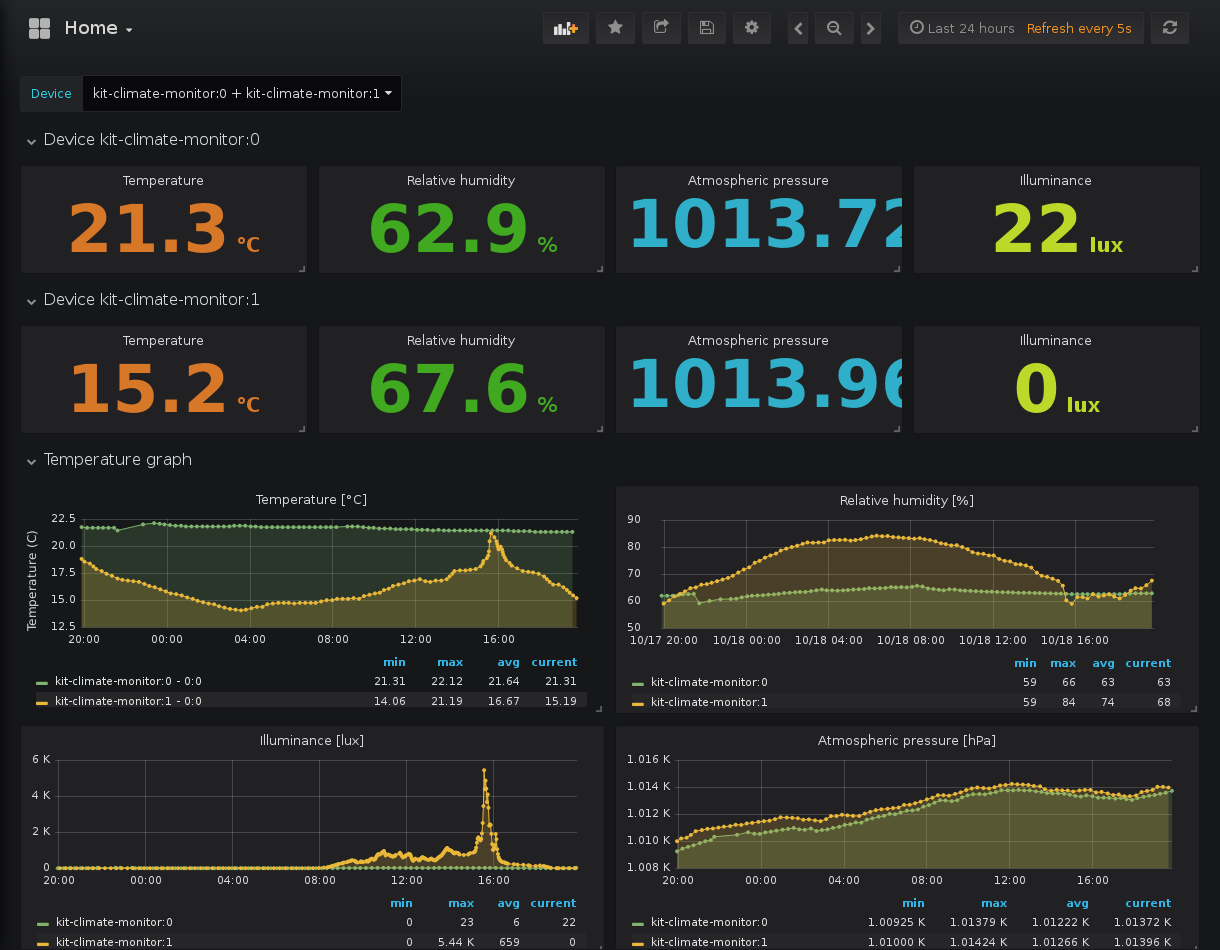 Home
Last 24 hours Refresh every 5s
Device kit-climate-monitor:0 + kit-climate-monitor:1
Device kit-climate-monitor:0
Temperature Relative humidity Atmospheric pressure Illuminance
21.3 °C 62.9 % 1013.72 22 lux
Device kit-climate-monitor:1
Temperature Relative humidity Atmospheric pressure Illuminance
15.2 °C 67.6 % 1013.96 0 lux
Temperature graph
Temperature [°C]
Temperature (C)
22.5
20.0
17.5
15.0
12.5
20:00 00:00 04:00 08:00 12:00 16:00
min max avg current
kit-climate-monitor:0 - 0:0 21.31 22.12 21.64 21.31
kit-climate-monitor:1 - 0:0 14.06 21.19 16.67 15.19
Relative humidity [%]
90
80
70
60
50
10/17 20:00 10/18 00:00 10/18 04:00 10/18 08:00 10/18 12:00 10/18 16:00
min max avg current
kit-climate-monitor:0 59 66 63 63
kit-climate-monitor:1 59 84 74 68
Illuminance [lux]
6 K
4 K
2 K
0
20:00 00:00 04:00 08:00 12:00 16:00
min max avg current
kit-climate-monitor:0 0 23 6 22
kit-climate-monitor:1 0 5.44 K 659 0
Atmospheric pressure [hPa]
1.016 K
1.014 K
1.012 K
1.010 K
1.008 K
20:00 00:00 04:00 08:00 12:00 16:00
min max avg current
kit-climate-monitor:0 1.00925 K 1.01379 K 1.01222 K 1.01372 K
kit-climate-monitor:1 1.01000 K 1.01424 K 1.01266 K 1.01396 K